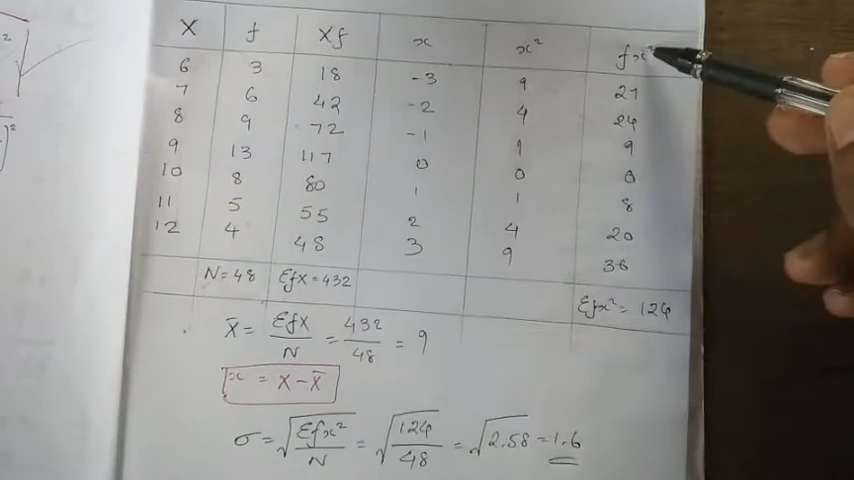 X f Xf x x² fx²
6 3 18 -3 9 27
7 6 42 -2 4 24
8 9 72 -1 1 9
9 13 117 0 0 0
10 8 80 1 1 8
11 5 55 2 4 20
12 4 48 3 9 36
N=48 Σfx=432 Σfx²= 124
X̄ = ΣfX/N = 432/48 = 9
x = X - X̄
σ = √(Σfx²/N) = √(124/48) = √2.58 = 1.6